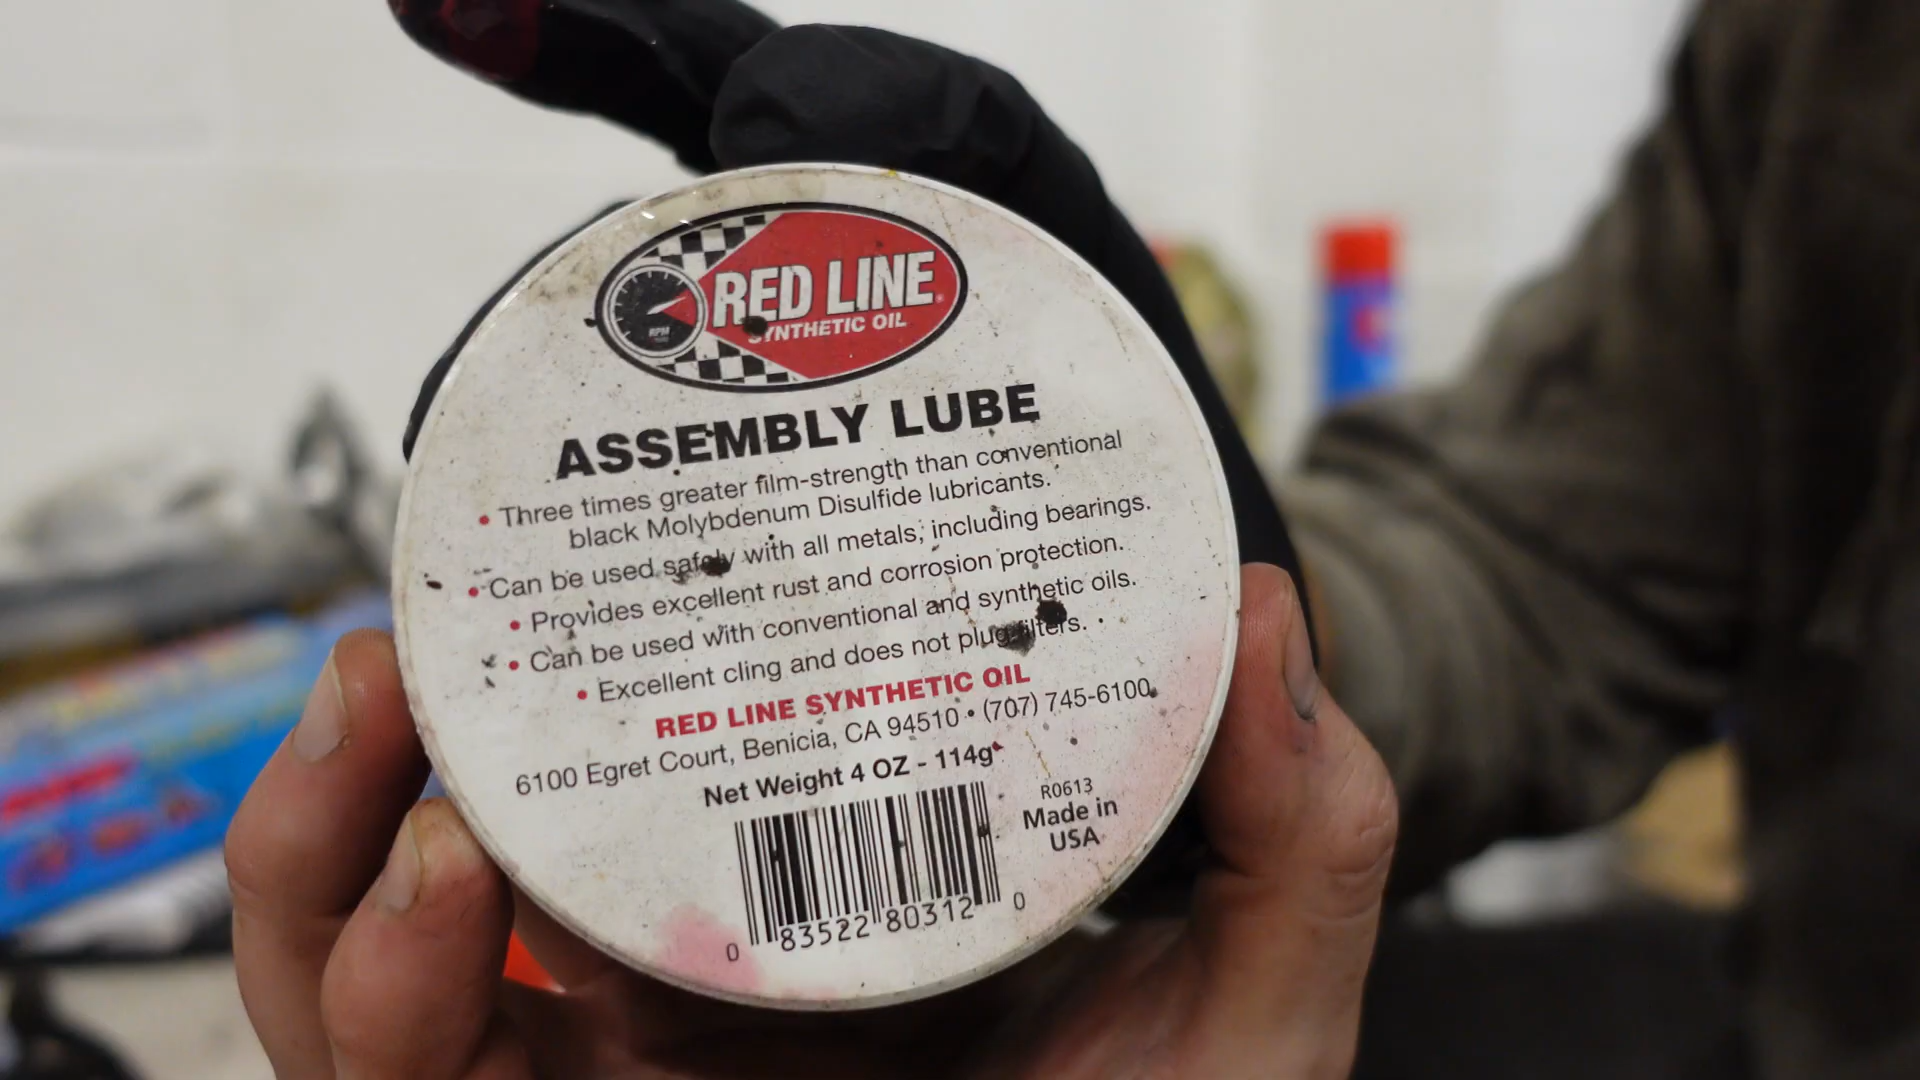 RED LINE
SYNTHETIC OIL
RPM
ASSEMBLY LUBE
• Three times greater film-strength than conventional
black Molybdenum Disulfide lubricants.
• Can be used safely with all metals, including bearings.
• Provides excellent rust and corrosion protection.
• Can be used with conventional and synthetic oils.
• Excellent cling and does not plug filters.
RED LINE SYNTHETIC OIL
6100 Egret Court, Benicia, CA 94510 • (707) 745-6100
Net Weight 4 OZ - 114g
R0613
Made in
USA
0 83522 80312 0